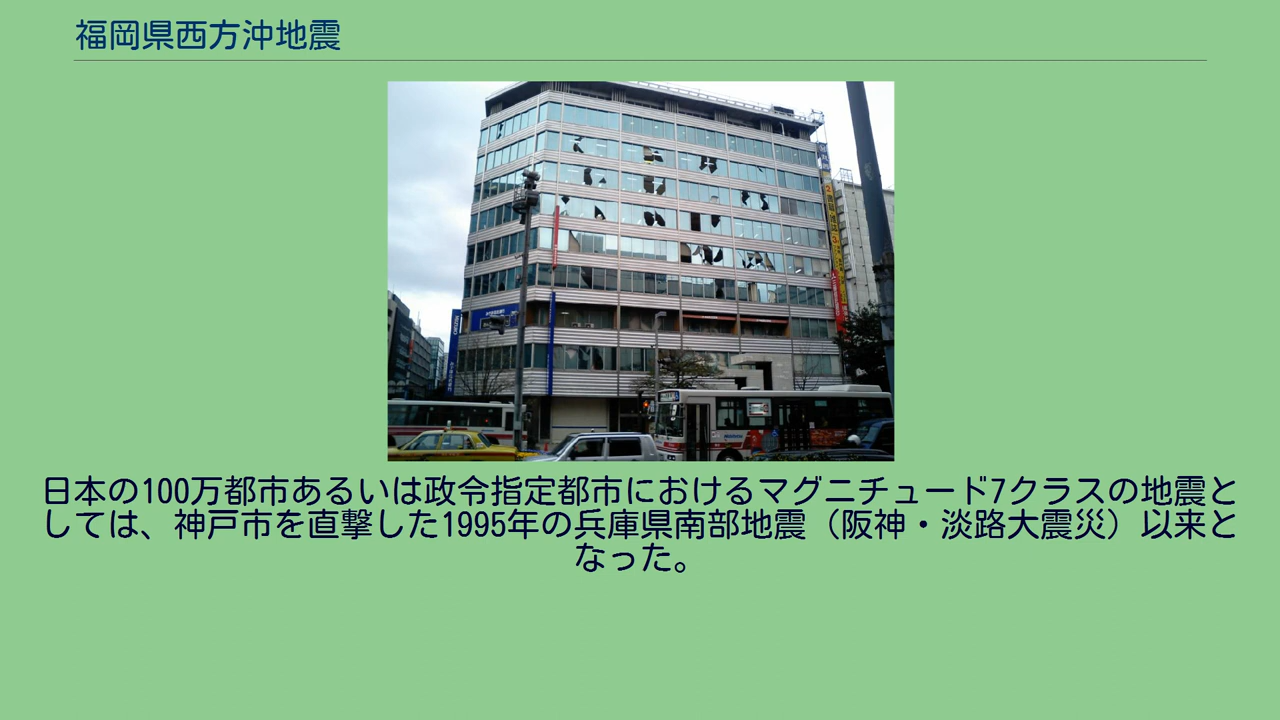 福岡県西方沖地震
日本の100万都市あるいは政令指定都市におけるマグニチュード7クラスの地震と
しては、神戸市を直撃した1995年の兵庫県南部地震（阪神・淡路大震災）以来と
なった。